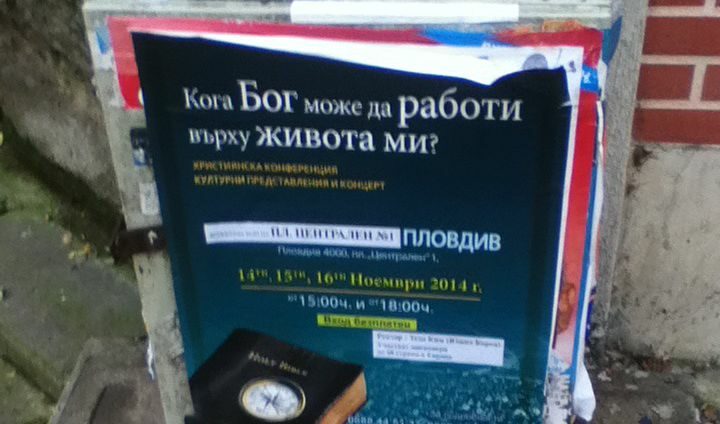 Кога Бог може да работи
върху живота ми?
ХРИСТИЯНСКА КОНФЕРЕНЦИЯ
КУЛТУРНИ ПРЕДСТАВЛЕНИЯ И КОНЦЕРТ
ПЛ. ЦЕНТРАЛЕН №1 ПЛОВДИВ
Пловдив 4000, пл. „Централен“ 1,
14ти, 15ти, 16ти Ноември 2014 г.
от 15:00ч. и от 18:00ч.
Вход безплатен
HOLY BIBLE